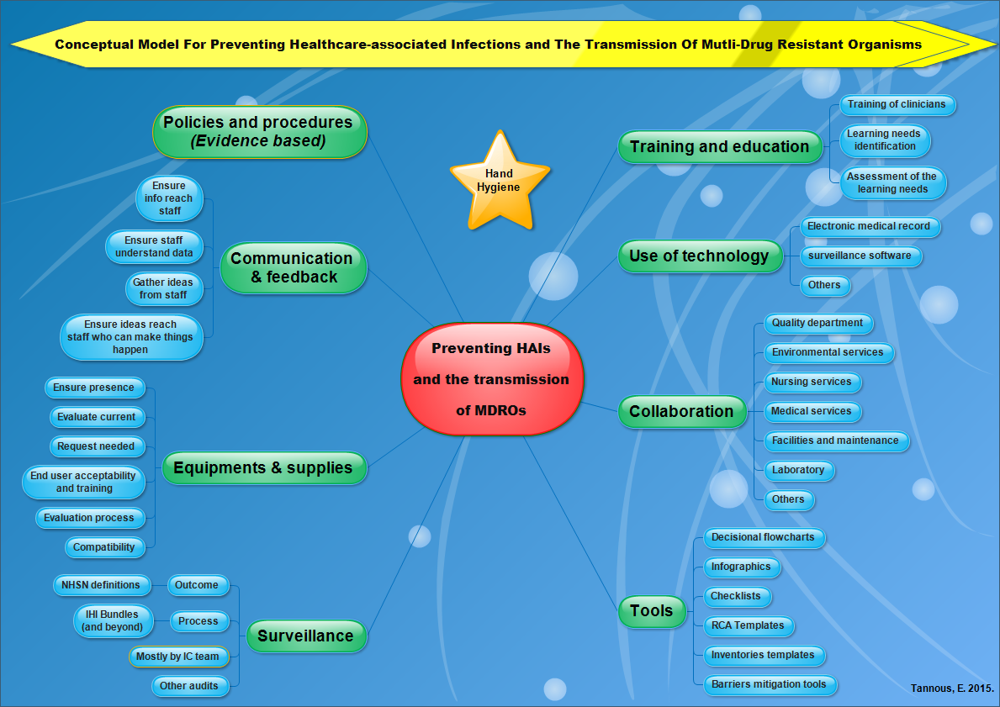 Conceptual Model For Preventing Healthcare-associated Infections and The Transmission Of Mutli-Drug Resistant Organisms
Policies and procedures
(Evidence based)
Hand
Hygiene
Communication
& feedback
Ensure
info reach
staff
Ensure staff
understand data
Gather ideas
from staff
Ensure ideas reach
staff who can make things
happen
Equipments & supplies
Ensure presence
Evaluate current
Request needed
End user acceptability
and training
Evaluation process
Compatibility
Surveillance
Outcome
NHSN definitions
Process
IHI Bundles
(and beyond)
Mostly by IC team
Other audits
Preventing HAIs
and the transmission
of MDROs
Training and education
Training of clinicians
Learning needs
identification
Assessment of the
learning needs
Use of technology
Electronic medical record
surveillance software
Others
Collaboration
Quality department
Environmental services
Nursing services
Medical services
Facilities and maintenance
Laboratory
Others
Tools
Decisional flowcharts
Infographics
Checklists
RCA Templates
Inventories templates
Barriers mitigation tools
Tannous, E. 2015.